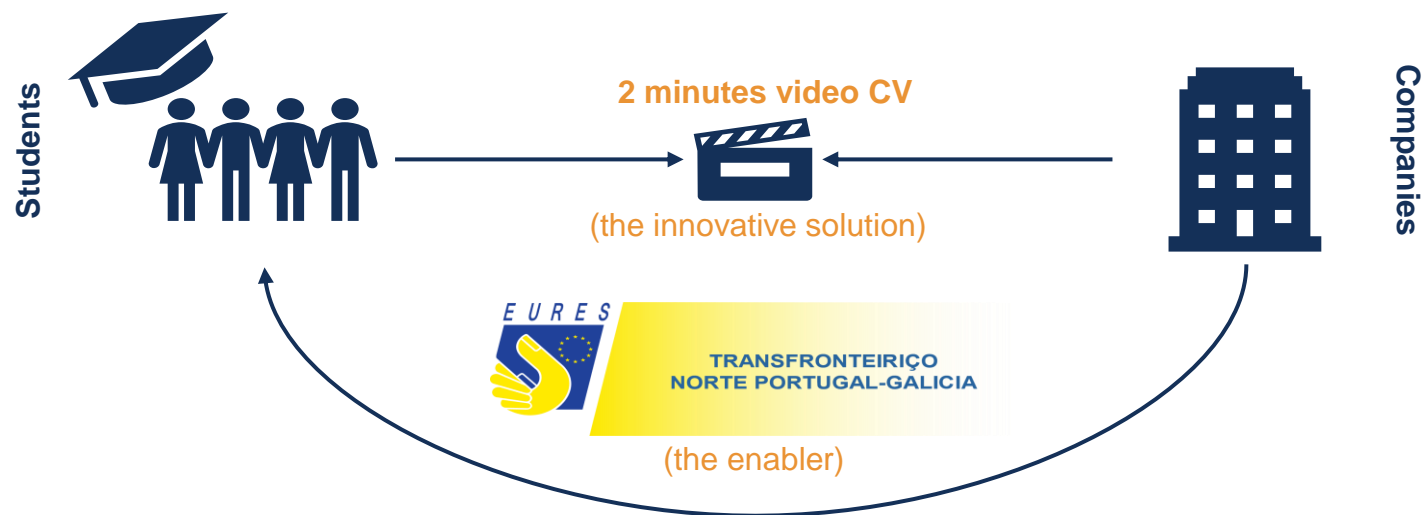 Students
2 minutes video CV
(the innovative solution)
Companies
EURES
TRANSFRONTEIRIÇO
NORTE PORTUGAL-GALICIA
(the enabler)